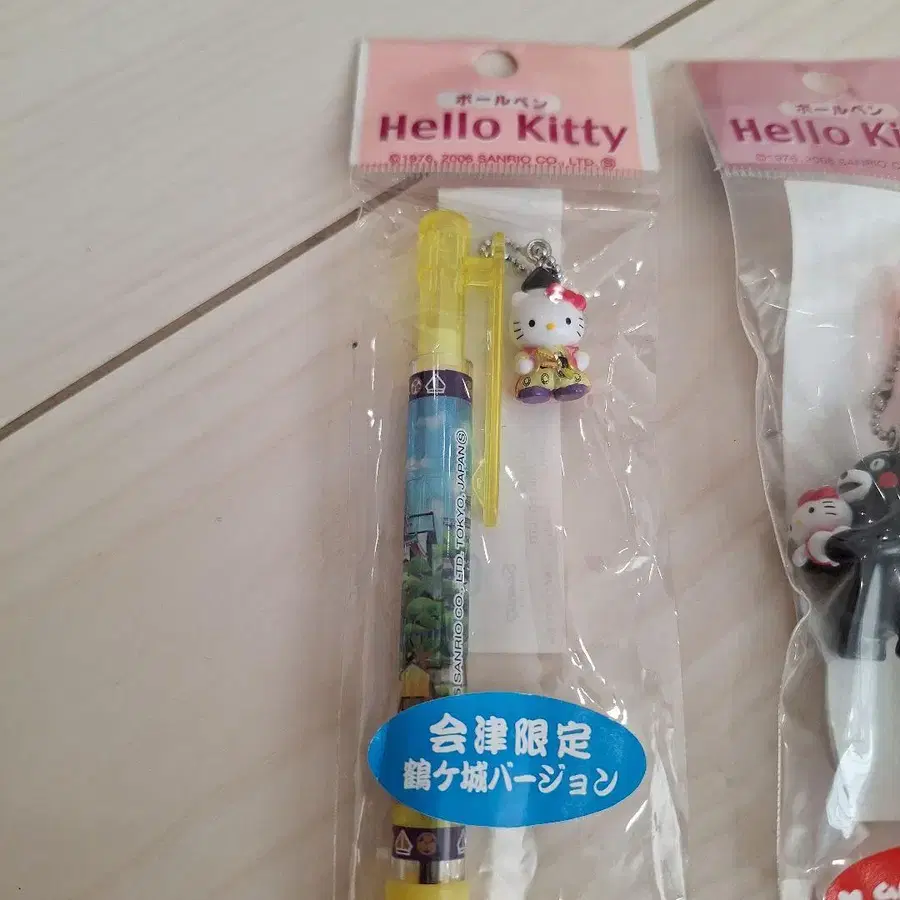 ボールペン
Hello Kitty
©1976, 2006 SANRIO CO., LTD. Ⓢ
SANRIO CO., LTD. TOKYO, JAPAN Ⓢ
会津限定
鶴ケ城バージョン
ボールペン
Hello Ki
SANRIO